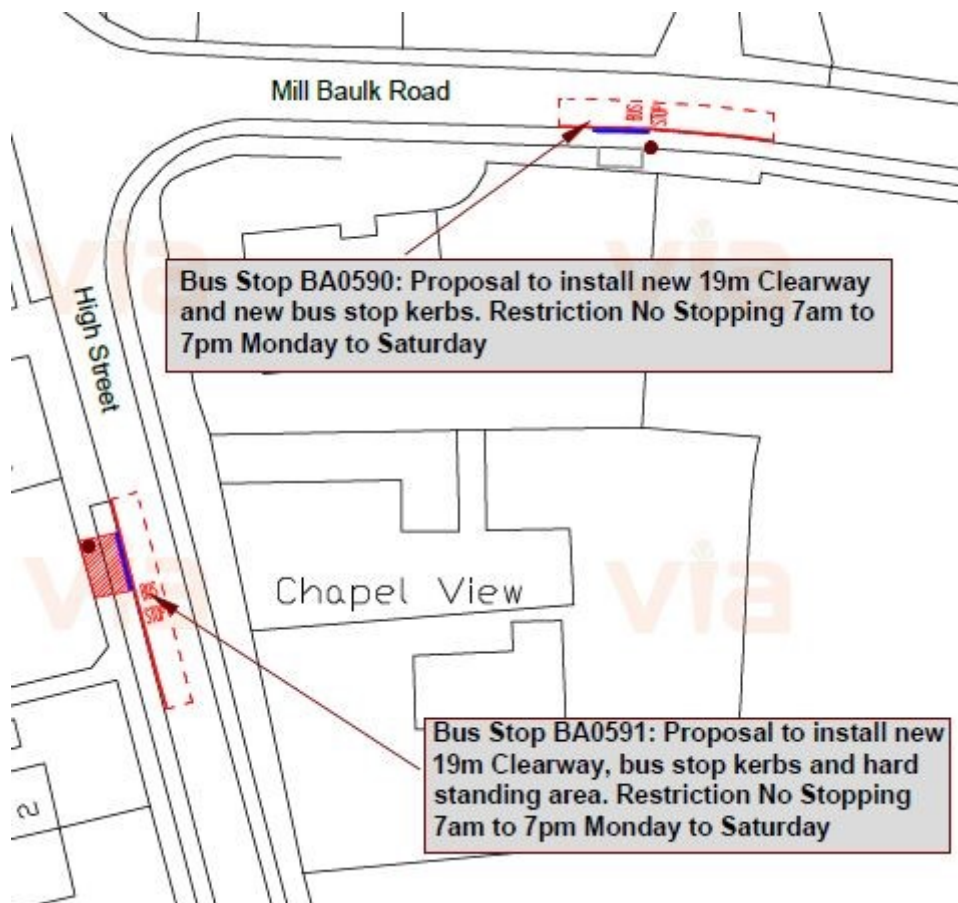 Mill Baulk Road
BUS
STOP
Bus Stop BA0590: Proposal to install new 19m Clearway
and new bus stop kerbs. Restriction No Stopping 7am to
7pm Monday to Saturday
via
via
High Street
via
via
BUS
STOP
Chapel View
Bus Stop BA0591: Proposal to install new
19m Clearway, bus stop kerbs and hard
standing area. Restriction No Stopping
7am to 7pm Monday to Saturday
2